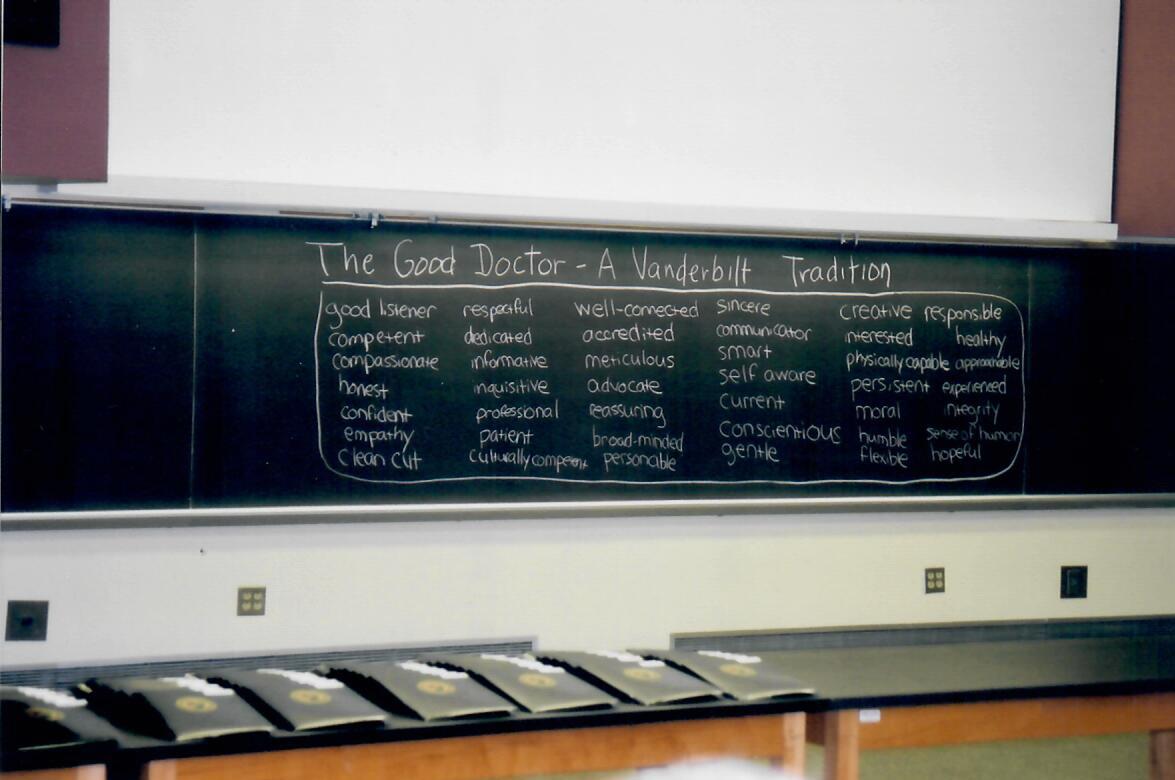 The Good Doctor - A Vanderbilt Tradition
good listener respectful well-connected sincere creative responsible
competent dedicated accredited communicator interested healthy
compassionate informative meticulous smart physically capable approachable
honest inquisitive advocate self aware persistent experienced
confident professional reassuring current moral integrity
empathy patient broad-minded conscientious humble sense of humor
clean cut culturally competent personable gentle flexible hopeful